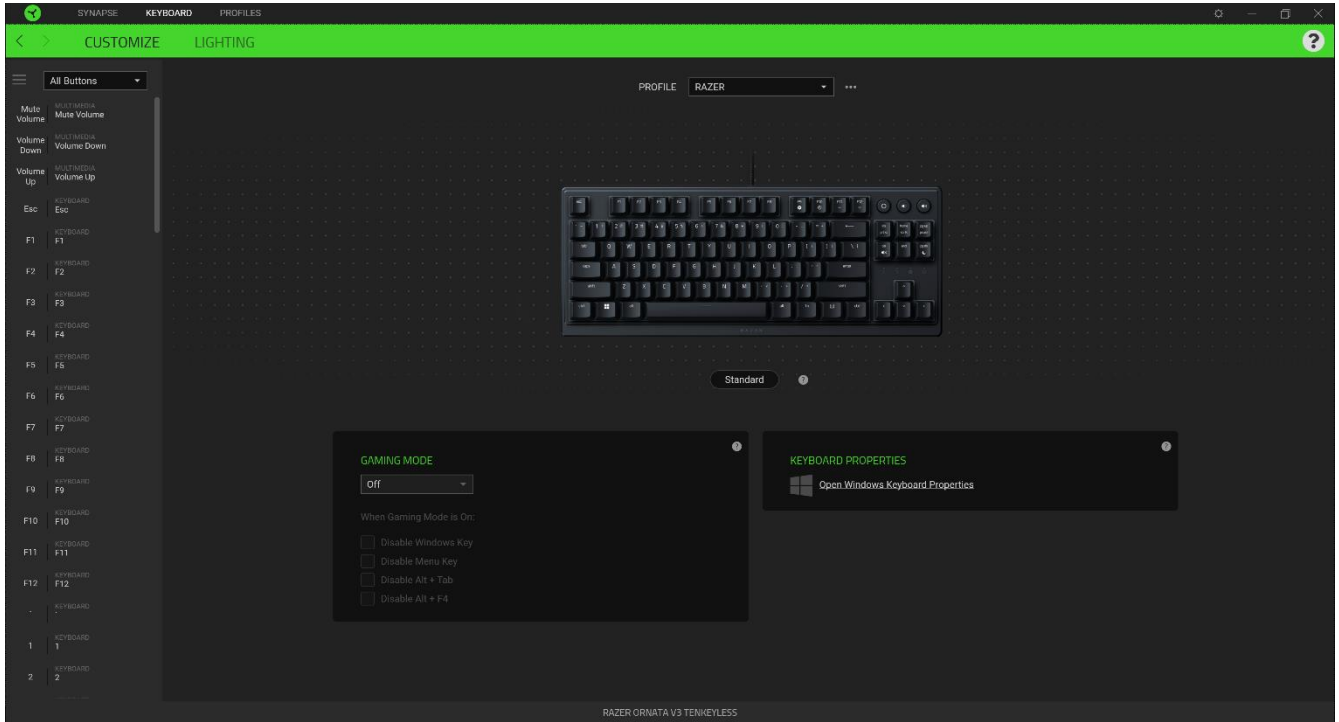 SYNAPSE KEYBOARD PROFILES
CUSTOMIZE LIGHTING
?
All Buttons
PROFILE RAZER
Mute Volume MULTIMEDIA Mute Volume
Volume Down MULTIMEDIA Volume Down
Volume Up MULTIMEDIA Volume Up
Esc KEYBOARD Esc
F1 KEYBOARD F1
F2 KEYBOARD F2
F3 KEYBOARD F3
F4 KEYBOARD F4
F5 KEYBOARD F5
F6 KEYBOARD F6
F7 KEYBOARD F7
F8 KEYBOARD F8
F9 KEYBOARD F9
F10 KEYBOARD F10
F11 KEYBOARD F11
F12 KEYBOARD F12
KEYBOARD
1 KEYBOARD 1
2 KEYBOARD 2
Standard ?
GAMING MODE ?
Off
When Gaming Mode is On:
Disable Windows Key
Disable Menu Key
Disable Alt + Tab
Disable Alt + F4
KEYBOARD PROPERTIES ?
Open Windows Keyboard Properties
RAZER ORNATA V3 TENKEYLESS